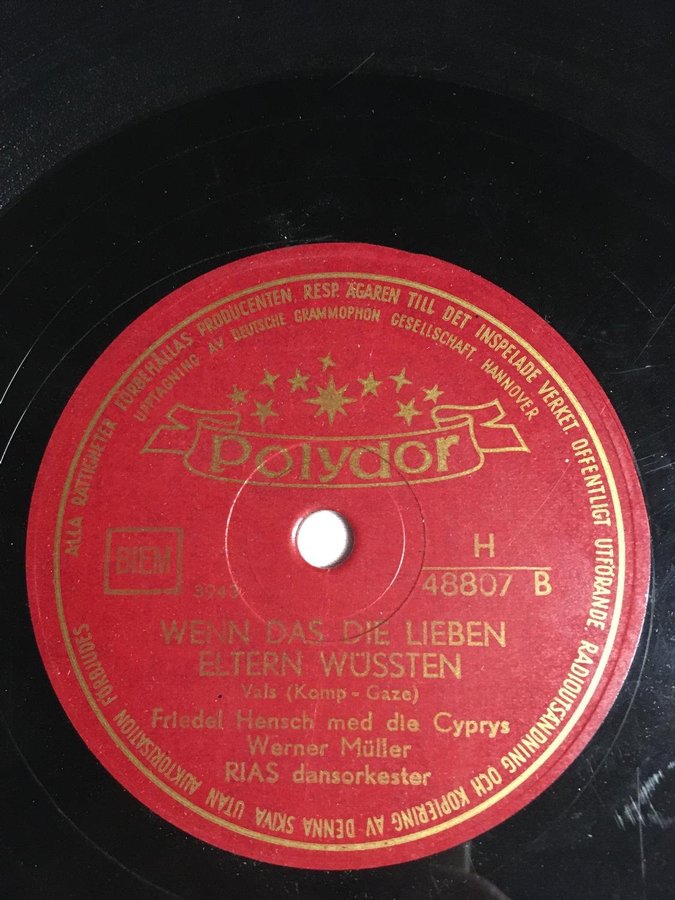 ALLA RÄTTIGHETER FÖRBEHÅLLAS PRODUCENTEN, RESP. ÄGAREN TILL DET INSPELADE VERKET. OFFENTLIGT UTFÖRANDE RADIOUTSÄNDNING OCH KOPIERING AV DENNA SKIVA UTAN AUKTORISATION FÖRBJUDES
UPPTAGNING AV DEUTSCHE GRAMMOPHON GESELLSCHAFT, HANNOVER
Polydor
BIEM
3943
H
48807 B
WENN DAS DIE LIEBEN
ELTERN WÜSSTEN
Vals (Komp - Gaze)
Friedel Hensch med die Cyprys
Werner Müller
RIAS dansorkester